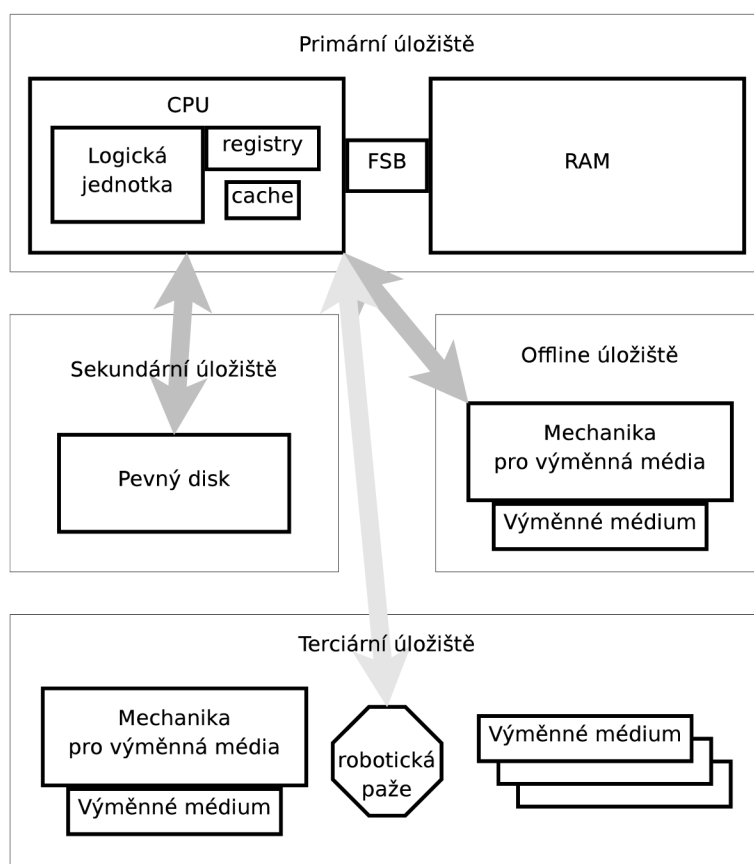 Primární úložiště
CPU
Logická
jednotka
registry
cache
FSB
RAM
Sekundární úložiště
Pevný disk
Offline úložiště
Mechanika
pro výměnná média
Výměnné médium
Terciární úložiště
Mechanika
pro výměnná média
Výměnné médium
robotická
paže
Výměnné médium